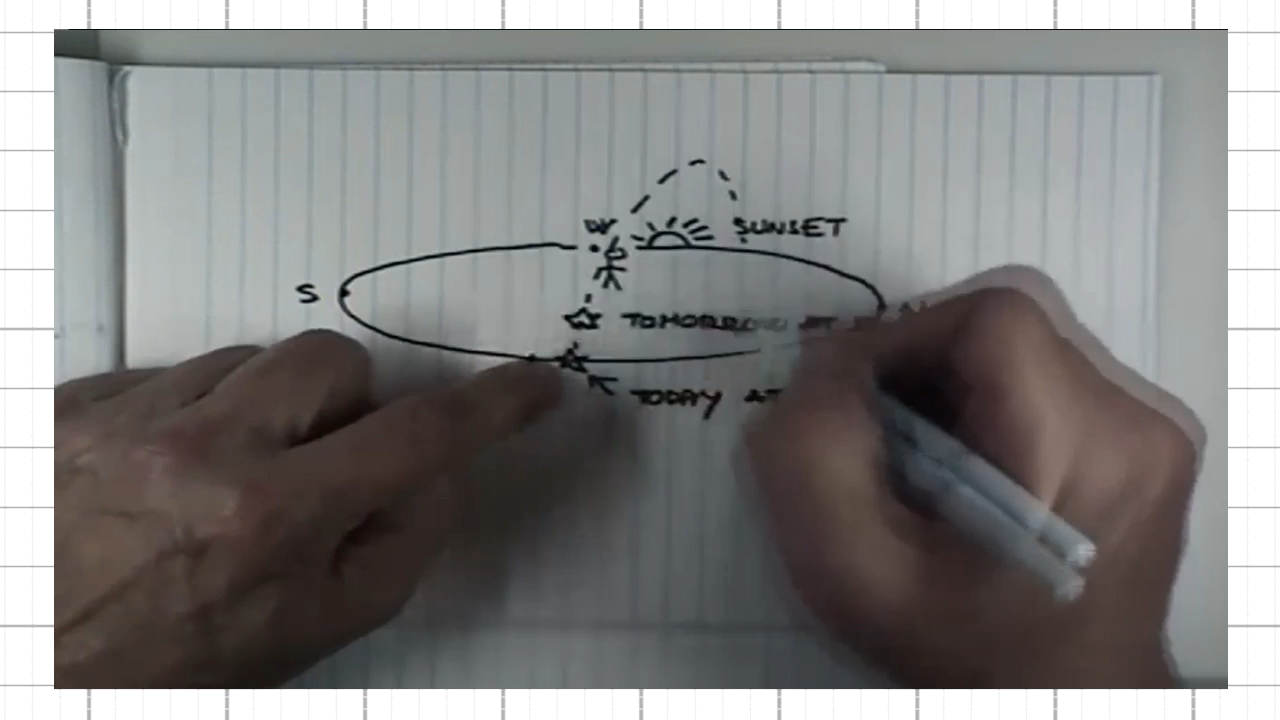 W
SUNSET
S
TOMORROW AT
TODAY AT